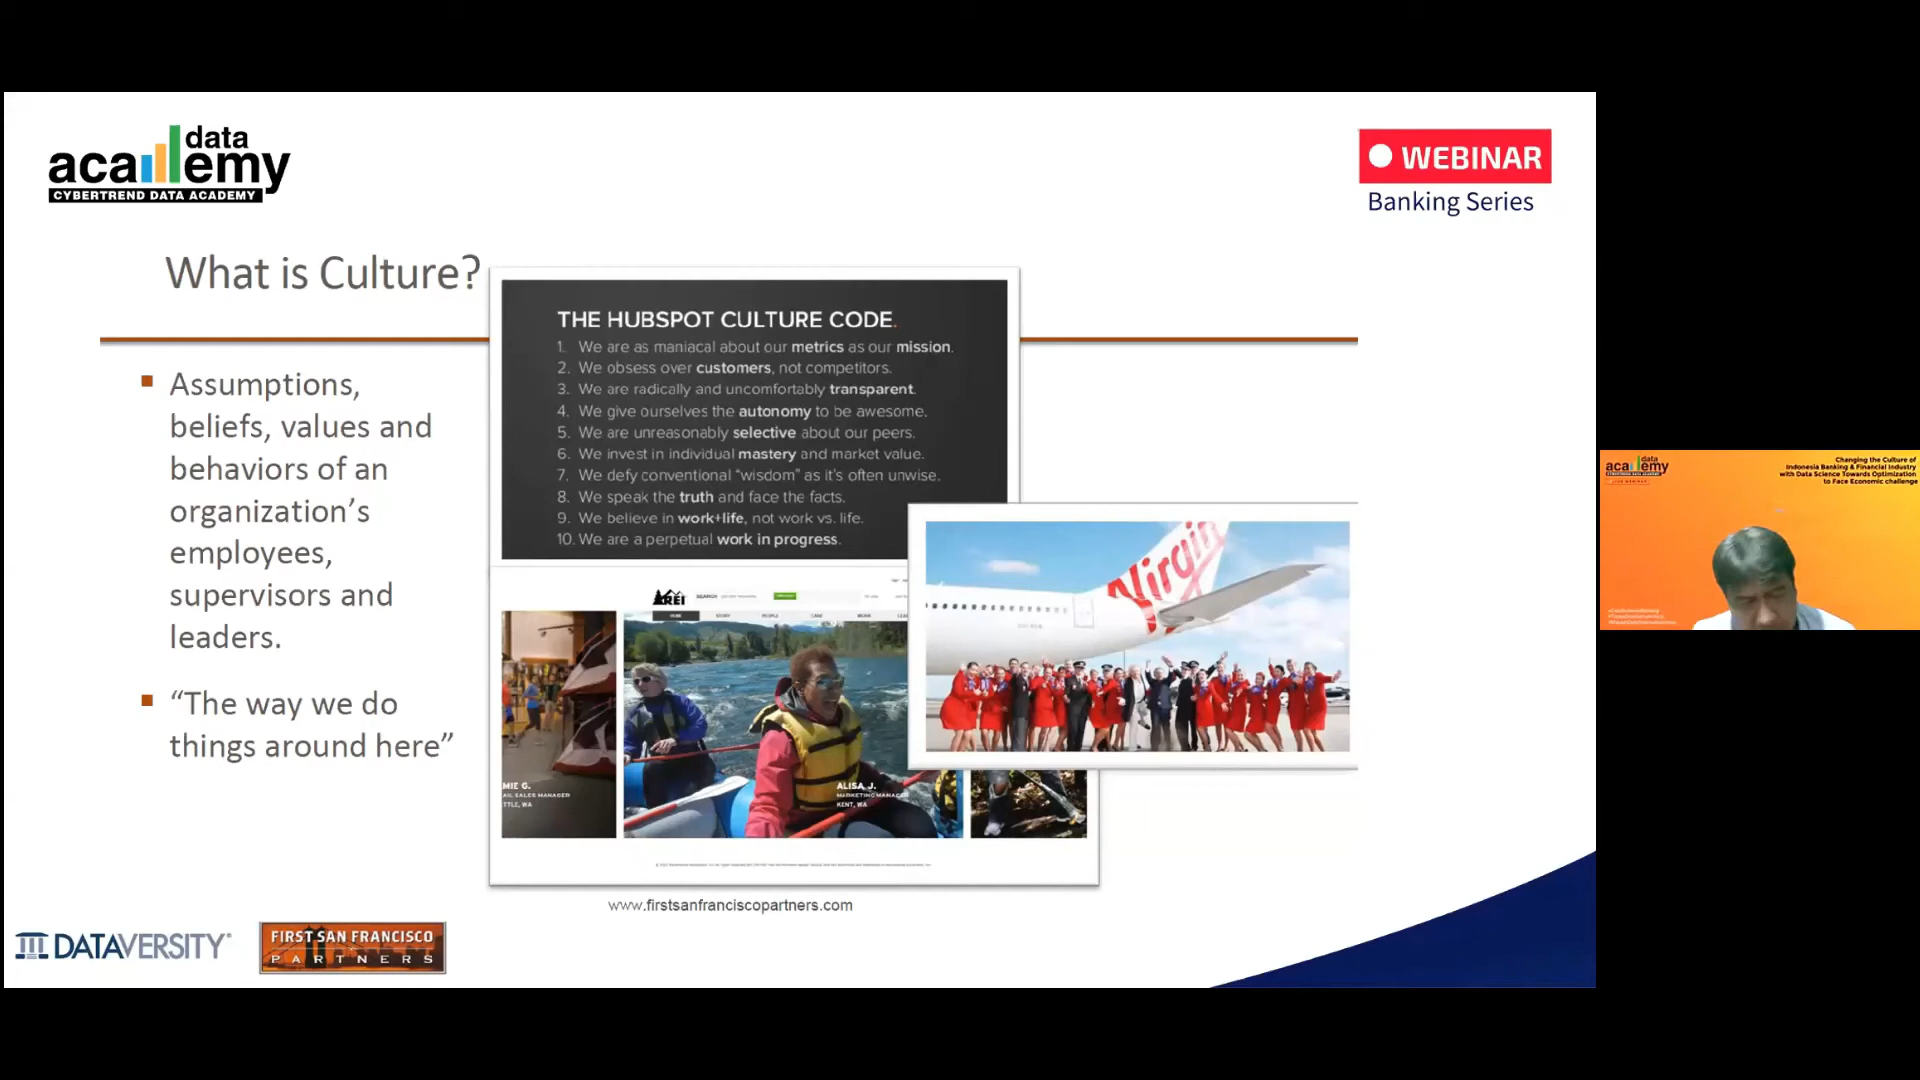 data
academy
CYBERTREND DATA ACADEMY
WEBINAR
Banking Series
What is Culture?
Assumptions,
beliefs, values and
behaviors of an
organization’s
employees,
supervisors and
leaders.
“The way we do
things around here”
THE HUBSPOT CULTURE CODE.
1. We are as maniacal about our metrics as our mission.
2. We obsess over customers, not competitors.
3. We are radically and uncomfortably transparent.
4. We give ourselves the autonomy to be awesome.
5. We are unreasonably selective about our peers.
6. We invest in individual mastery and market value.
7. We defy conventional “wisdom” as it’s often unwise.
8. We speak the truth and face the facts.
9. We believe in work+life, not work vs. life.
10. We are a perpetual work in progress.
REI
SEARCH
HOME STORY PEOPLE CARE WORK
Virgin
MIE G.
AIL SALES MANAGER
TTLE, WA
ALISA J.
MARKETING MANAGER
KENT, WA
www.firstsanfranciscopartners.com
DATAVERSITY
FIRST SAN FRANCISCO
PARTNERS
data
academy
Changing the Culture of
Indonesia Banking & Financial Industry
with Data Science Towards Optimization
to Face Economic challenge